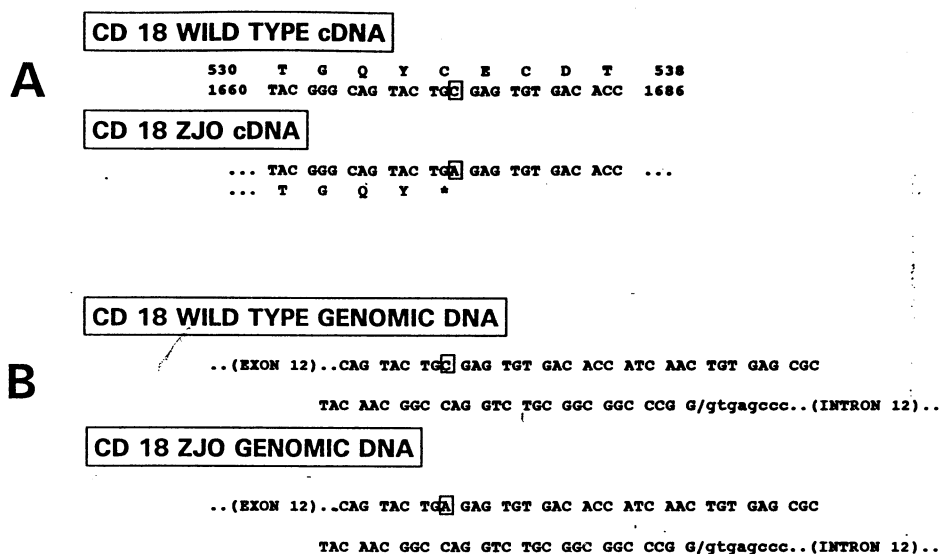 CD 18 WILD TYPE cDNA
A
530 T G Q Y C E C D T 538
1660 TAC GGG CAG TAC TGC GAG TGT GAC ACC 1686
CD 18 ZJO cDNA
... TAC GGG CAG TAC TGA GAG TGT GAC ACC ...
... T G Q Y *
CD 18 WILD TYPE GENOMIC DNA
B
..(EXON 12)..CAG TAC TGC GAG TGT GAC ACC ATC AAC TGT GAG CGC
TAC AAC GGC CAG GTC TGC GGC GGC CCG G/gtgagccc..(INTRON 12)..
CD 18 ZJO GENOMIC DNA
..(EXON 12)..CAG TAC TGA GAG TGT GAC ACC ATC AAC TGT GAG CGC
TAC AAC GGC CAG GTC TGC GGC GGC CCG G/gtgagccc..(INTRON 12)..